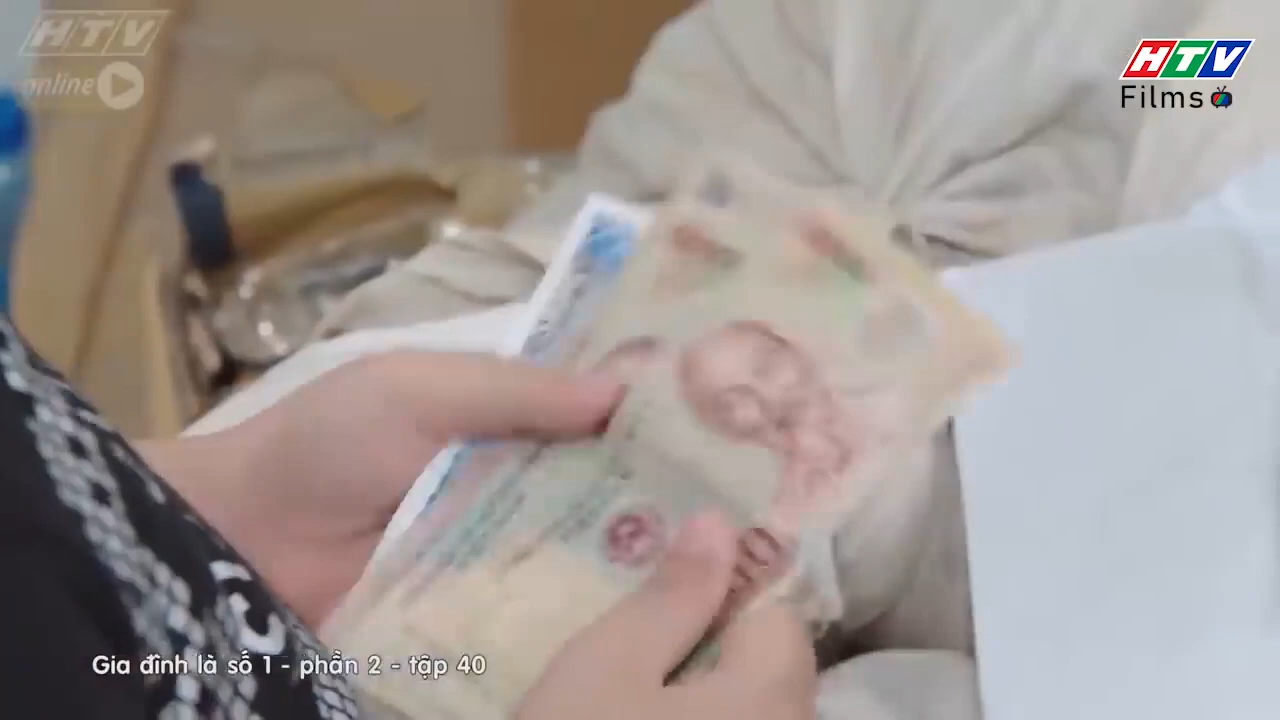 HTV
online
HTV
Films
Gia đình là số 1 - phần 2 - tập 40